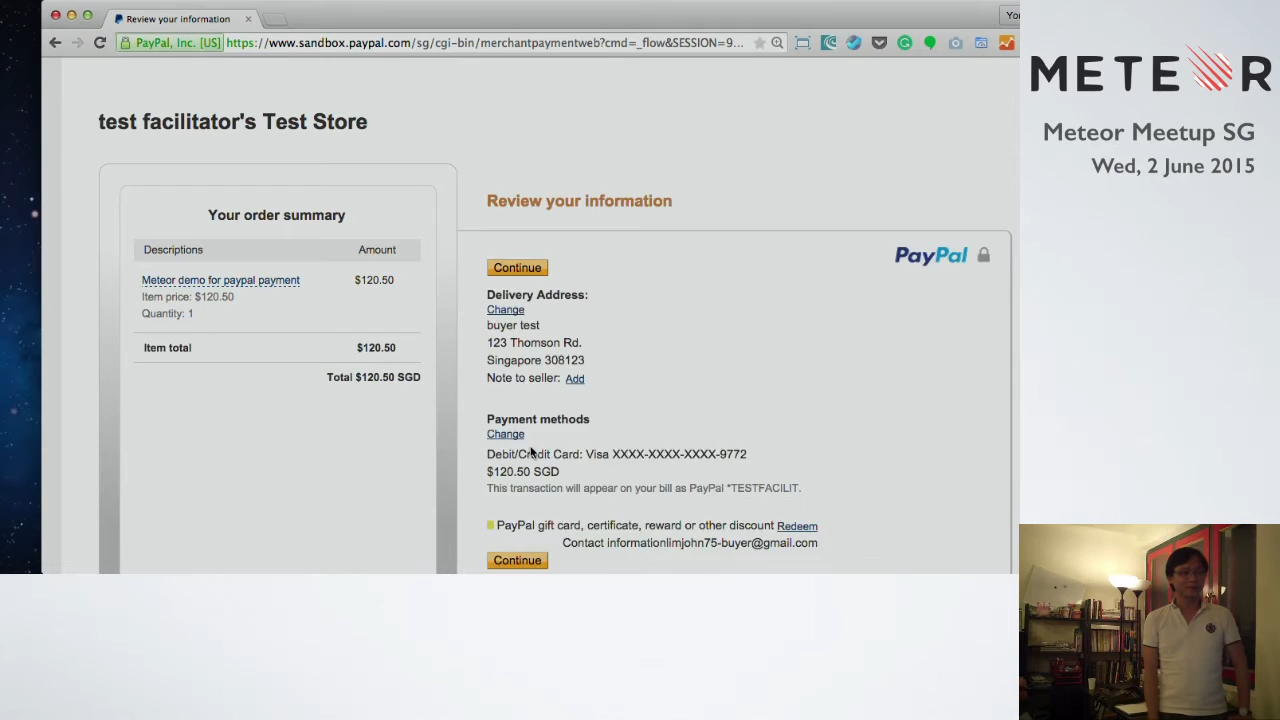 Review your information
You
PayPal, Inc. [US] https://www.sandbox.paypal.com/sg/cgi-bin/merchantpaymentweb?cmd=_flow&SESSION=9...
METEOR
Meteor Meetup SG
Wed, 2 June 2015
test facilitator's Test Store
Your order summary
Descriptions Amount
Meteor demo for paypal payment $120.50
Item price: $120.50
Quantity: 1
Item total $120.50
Total $120.50 SGD
Review your information
PayPal
Continue
Delivery Address:
Change
buyer test
123 Thomson Rd.
Singapore 308123
Note to seller: Add
Payment methods
Change
Debit/Credit Card: Visa XXXX-XXXX-XXXX-9772
$120.50 SGD
This transaction will appear on your bill as PayPal *TESTFACILIT.
PayPal gift card, certificate, reward or other discount Redeem
Contact informationlimjohn75-buyer@gmail.com
Continue